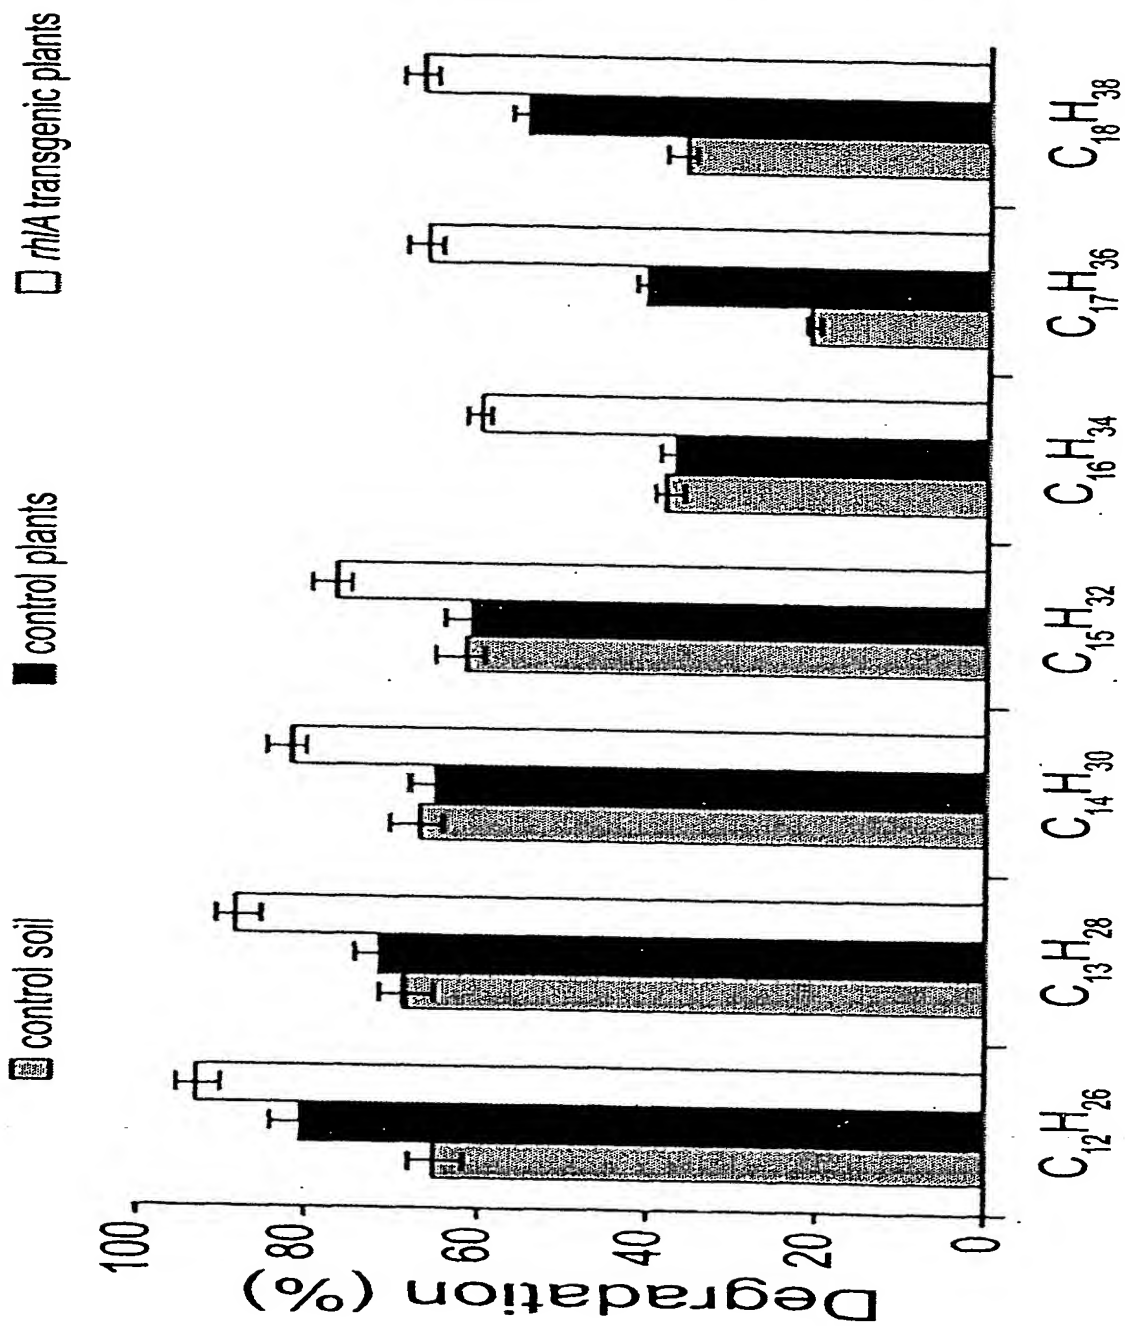 control soil
control plants
rhlA transgenic plants
Degradation (%)
100
80
60
40
20
0
C₁₂H₂₆
C₁₃H₂₈
C₁₄H₃₀
C₁₅H₃₂
C₁₆H₃₄
C₁₇H₃₆
C₁₈H₃₈